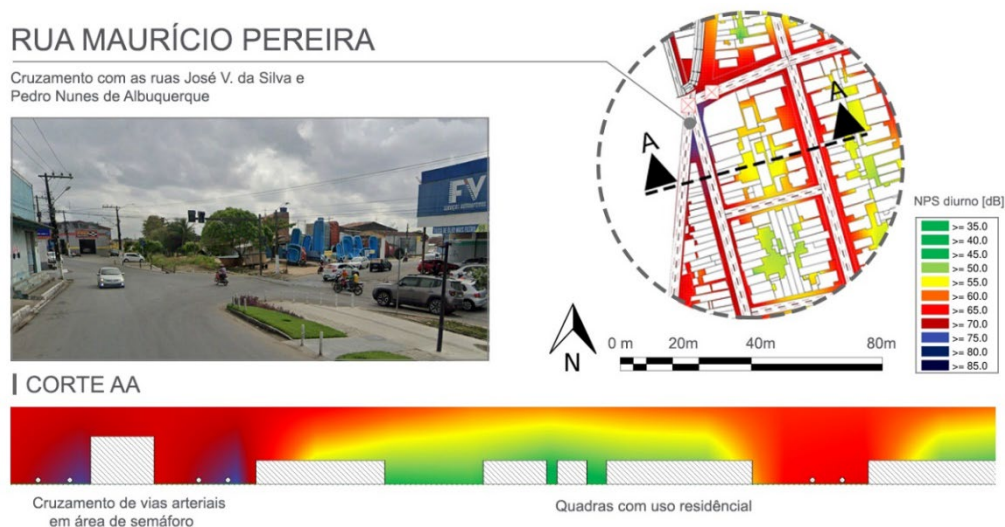 RUA MAURÍCIO PEREIRA
Cruzamento com as ruas José V. da Silva e
Pedro Nunes de Albuquerque
FV
A
A
N
0 m 20m 40m 80m
NPS diurno [dB]
>= 35.0
>= 40.0
>= 45.0
>= 50.0
>= 55.0
>= 60.0
>= 65.0
>= 70.0
>= 75.0
>= 80.0
>= 85.0
CORTE AA
Cruzamento de vias arteriais
em área de semáforo
Quadras com uso residêncial